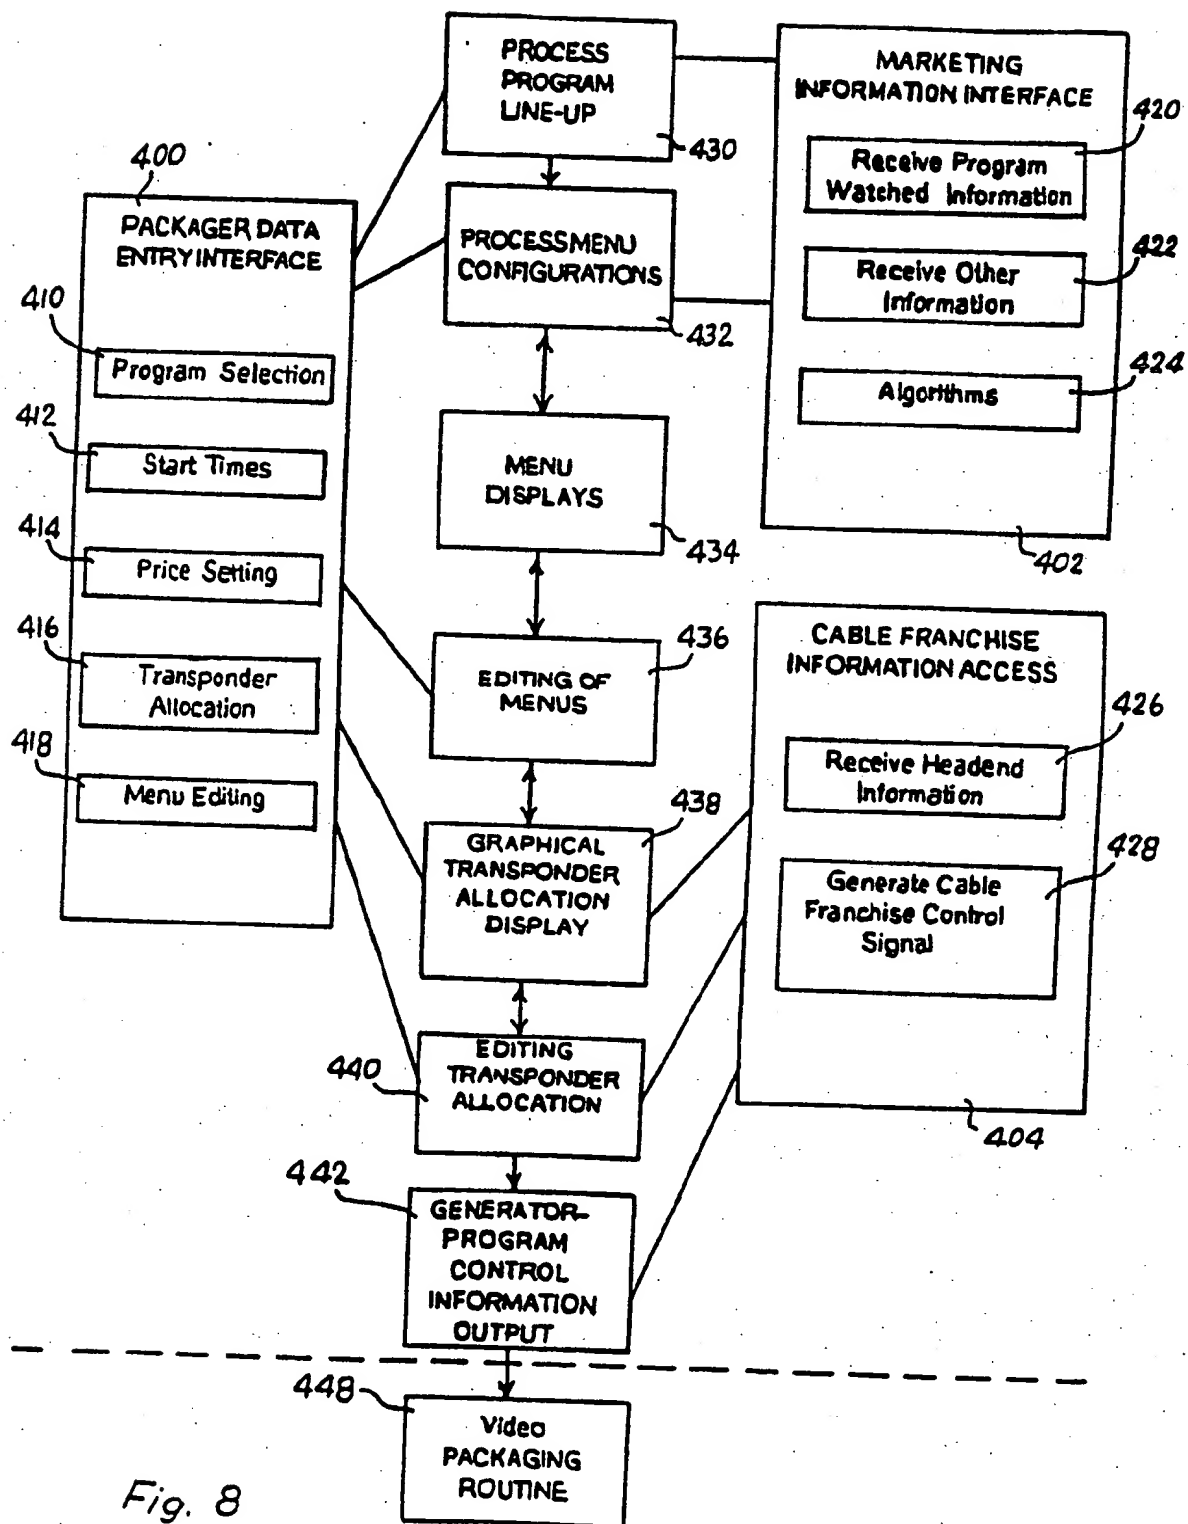 PROCESS
PROGRAM
LINE-UP
430
MARKETING
INFORMATION INTERFACE
420
Receive Program
Watched Information
422
Receive Other
Information
424
Algorithms
402
400
PACKAGER DATA
ENTRY INTERFACE
410
Program Selection
412
Start Times
414
Price Setting
416
Transponder
Allocation
418
Menu Editing
PROCESS MENU
CONFIGURATIONS
432
MENU
DISPLAYS
434
436
EDITING OF
MENUS
438
GRAPHICAL
TRANSPONDER
ALLOCATION
DISPLAY
CABLE FRANCHISE
INFORMATION ACCESS
426
Receive Headend
Information
428
Generate Cable
Franchise Control
Signal
404
440
EDITING
TRANSPONDER
ALLOCATION
442
GENERATOR-
PROGRAM
CONTROL
INFORMATION
OUTPUT
448
Video
PACKAGING
ROUTINE
Fig. 8